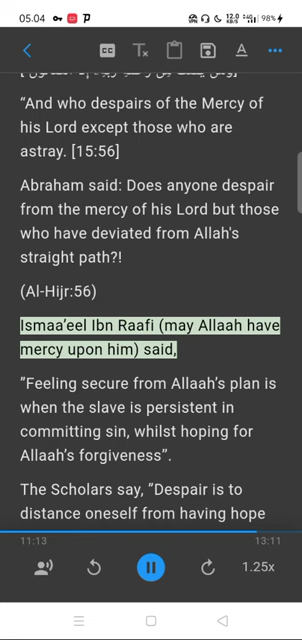 05.04
12.0
KB/S
98%
CC
“And who despairs of the Mercy of
his Lord except those who are
astray. [15:56]
Abraham said: Does anyone despair
from the mercy of his Lord but those
who have deviated from Allah's
straight path?!
(Al-Hijr:56)
Ismaa’eel Ibn Raafi (may Allaah have
mercy upon him) said,
”Feeling secure from Allaah’s plan is
when the slave is persistent in
committing sin, whilst hoping for
Allaah’s forgiveness”.
The Scholars say, ”Despair is to
distance oneself from having hope
11:13
13:11
1.25x